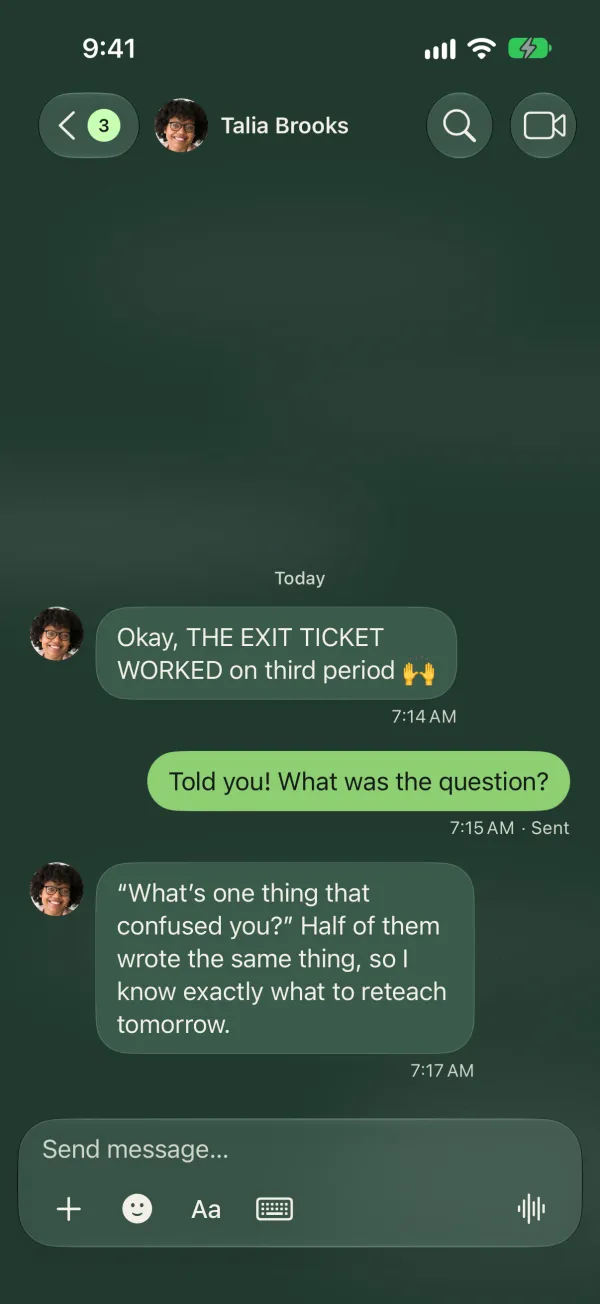 9:41
3
Talia Brooks
Today
Okay, THE EXIT TICKET
WORKED on third period 🙌
7:14 AM
Told you! What was the question?
7:15 AM · Sent
“What’s one thing that
confused you?” Half of them
wrote the same thing, so I
know exactly what to reteach
tomorrow.
7:17 AM
Send message...
Aa